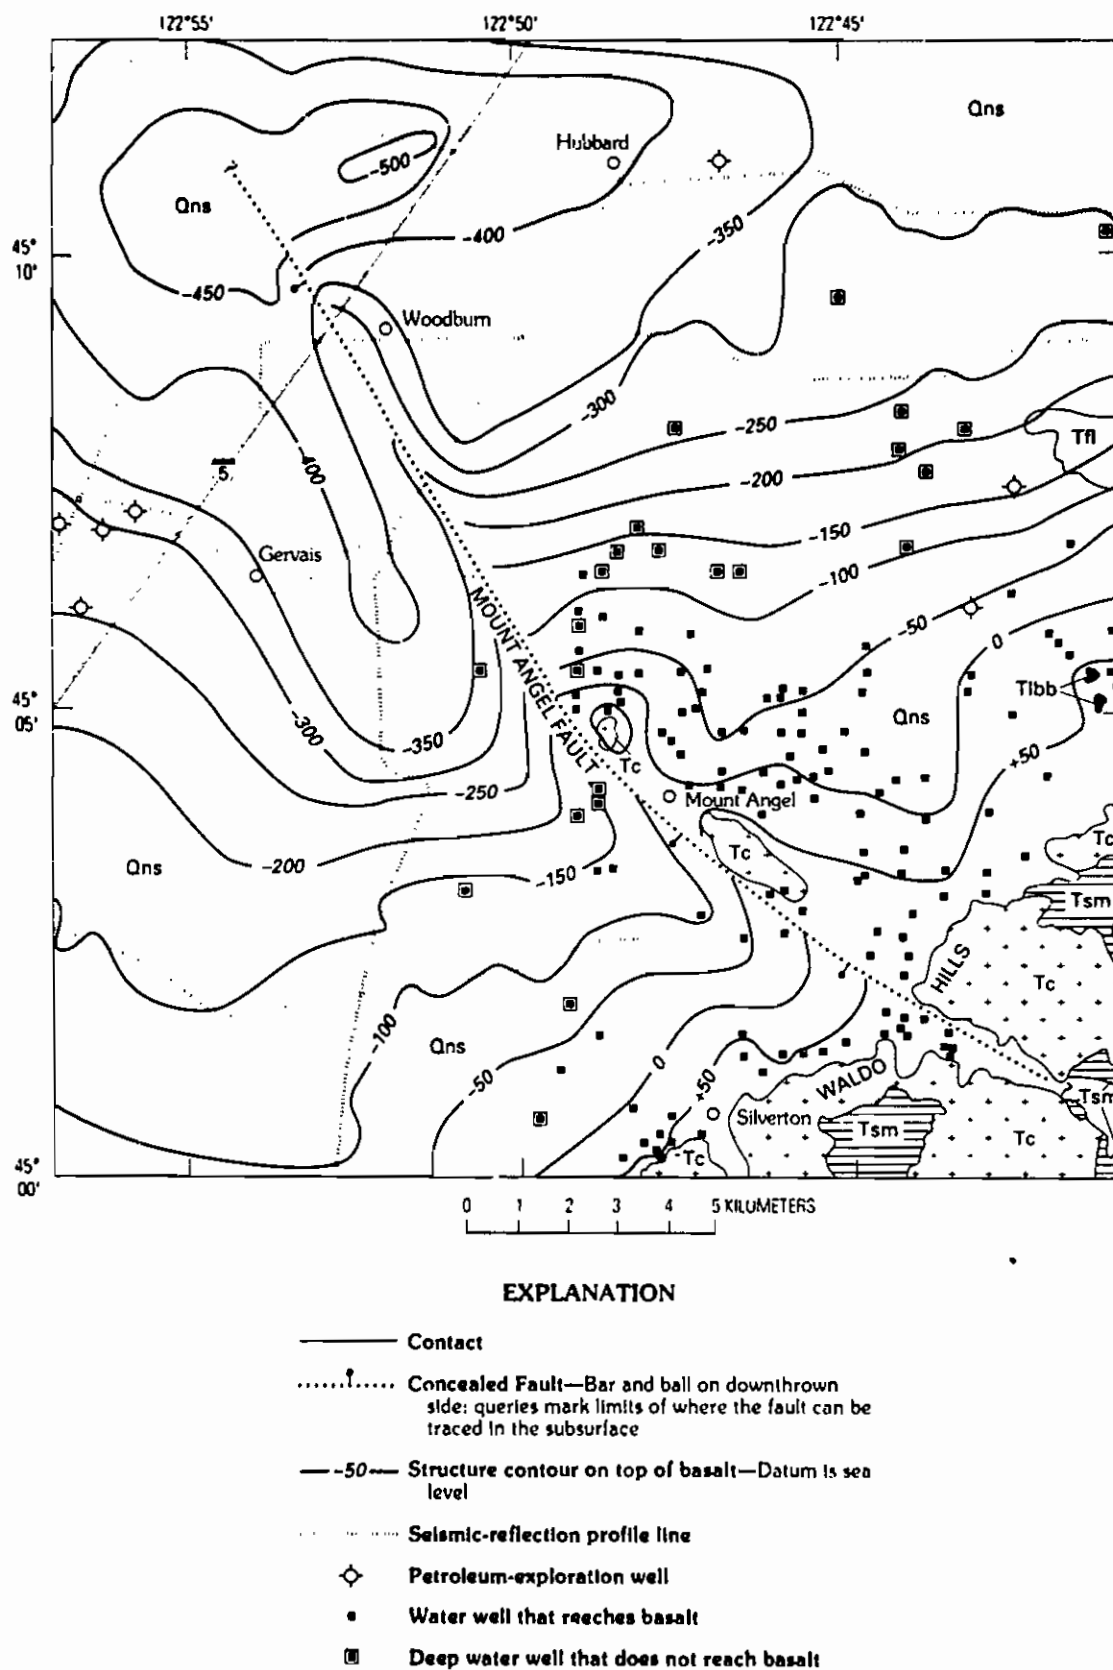 122°55'
122°50'
122°45'
Qns
Hubbard
-500
Qns
?
-400
-350
45°
10'
-450
Woodburn
-300
-250
Tfl
-400
5
-200
-150
Gervais
-100
MOUNT ANGEL FAULT
-50
0
Tlbb
45°
05'
-300
-350
Qns
Tc
+50
-250
Mount Angel
Tc
Tc
Qns
-200
-150
Tsm
HILLS
Tc
-100
Qns
-50
0
+50
WALDO
Tsm
Silverton
Tsm
Tc
Tc
45°
00'
0 1 2 3 4 5 KILOMETERS
EXPLANATION
Contact
Concealed Fault—Bar and ball on downthrown
side; queries mark limits of where the fault can be
traced in the subsurface
-50 Structure contour on top of basalt—Datum is sea
level
Seismic-reflection profile line
Petroleum-exploration well
Water well that reeches basalt
Deep water well that does not reach basalt